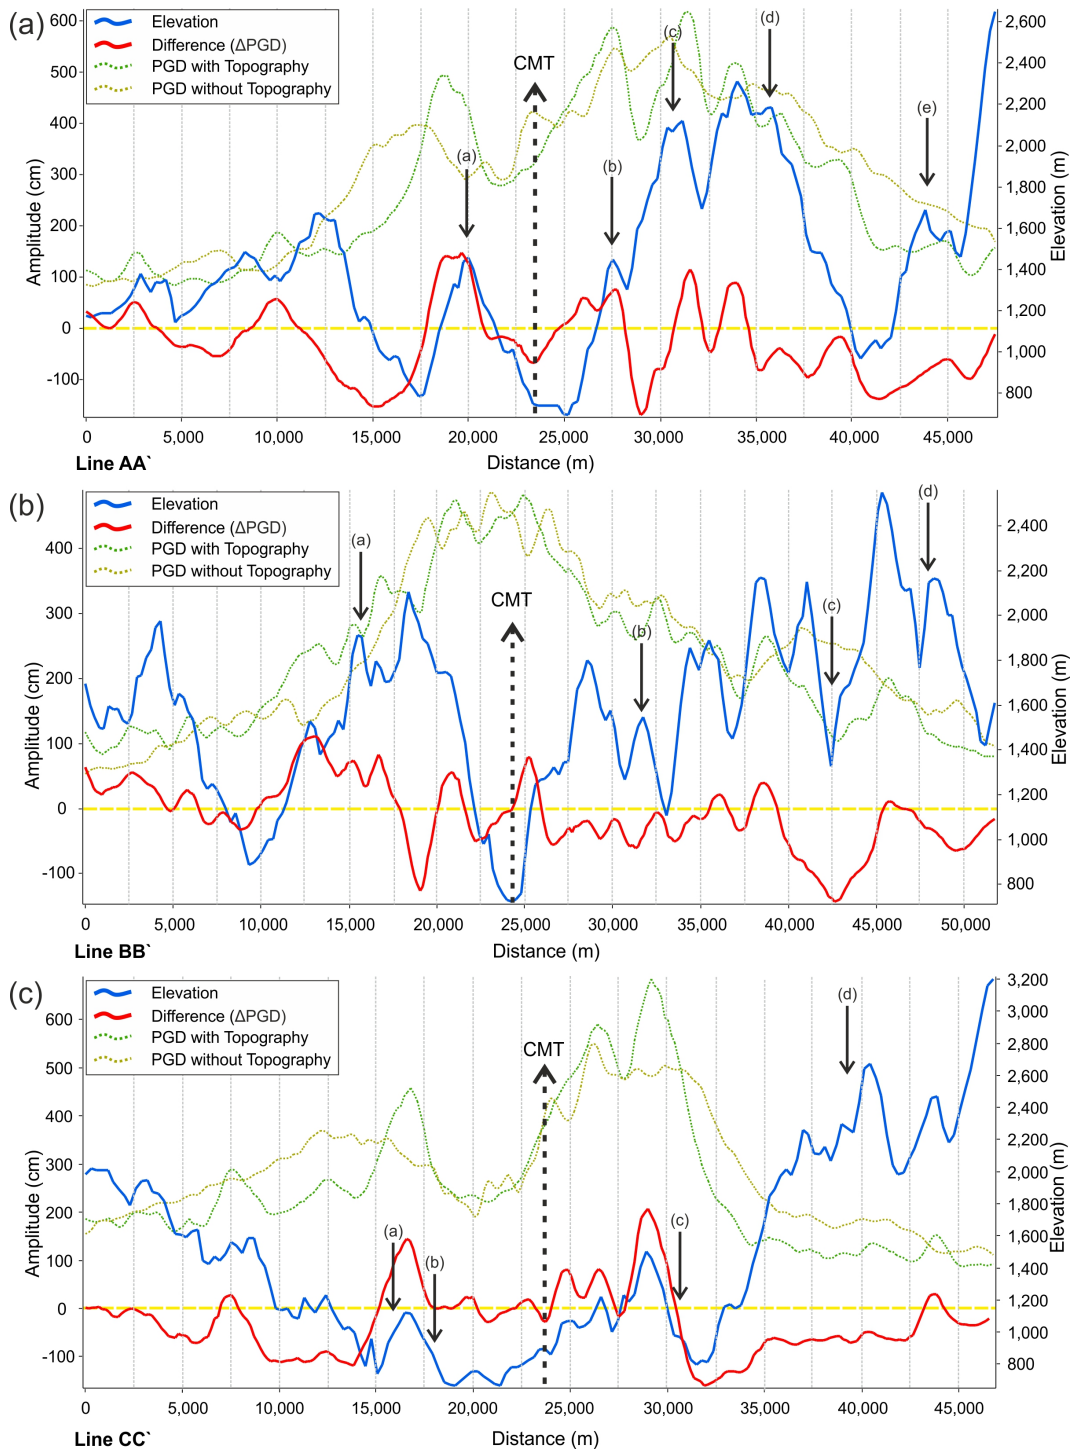 (a)
Elevation
Difference (ΔPGD)
PGD with Topography
PGD without Topography
CMT
(a)
(b)
(c)
(d)
(e)
600
500
400
300
200
100
0
-100
Amplitude (cm)
2,600
2,400
2,200
2,000
1,800
1,600
1,400
1,200
1,000
800
Elevation (m)
0 5,000 10,000 15,000 20,000 25,000 30,000 35,000 40,000 45,000
Line AA`
Distance (m)
(b)
Elevation
Difference (ΔPGD)
PGD with Topography
PGD without Topography
CMT
(a)
(b)
(c)
(d)
400
300
200
100
0
-100
Amplitude (cm)
2,400
2,200
2,000
1,800
1,600
1,400
1,200
1,000
800
Elevation (m)
0 5,000 10,000 15,000 20,000 25,000 30,000 35,000 40,000 45,000 50,000
Line BB`
Distance (m)
(c)
Elevation
Difference (ΔPGD)
PGD with Topography
PGD without Topography
CMT
(a)
(b)
(c)
(d)
600
500
400
300
200
100
0
-100
Amplitude (cm)
3,200
3,000
2,800
2,600
2,400
2,200
2,000
1,800
1,600
1,400
1,200
1,000
800
Elevation (m)
0 5,000 10,000 15,000 20,000 25,000 30,000 35,000 40,000 45,000
Line CC`
Distance (m)